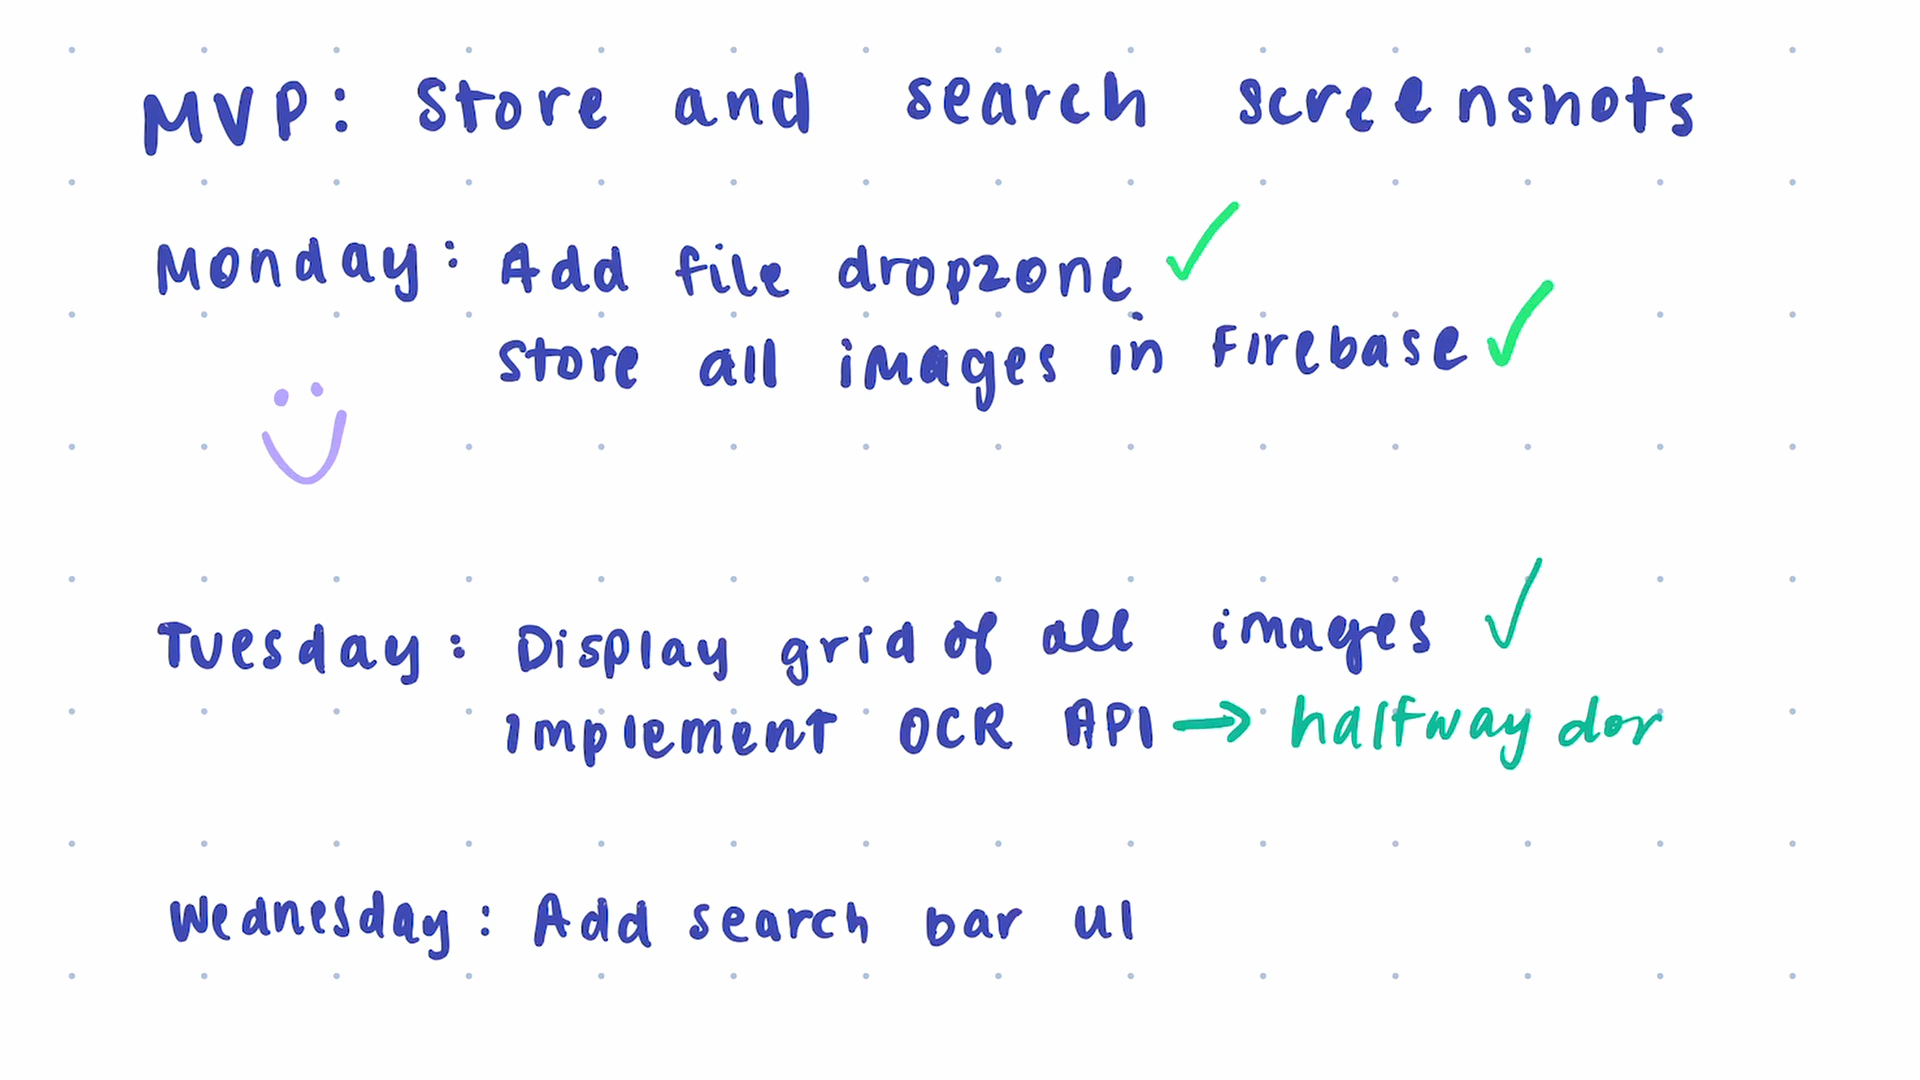 MVP: Store and search screenshots
Monday: Add file dropzone ✓
Store all images in Firebase ✓
Tuesday: Display grid of all images ✓
Implement OCR API → halfway dor
Wednesday: Add search bar UI